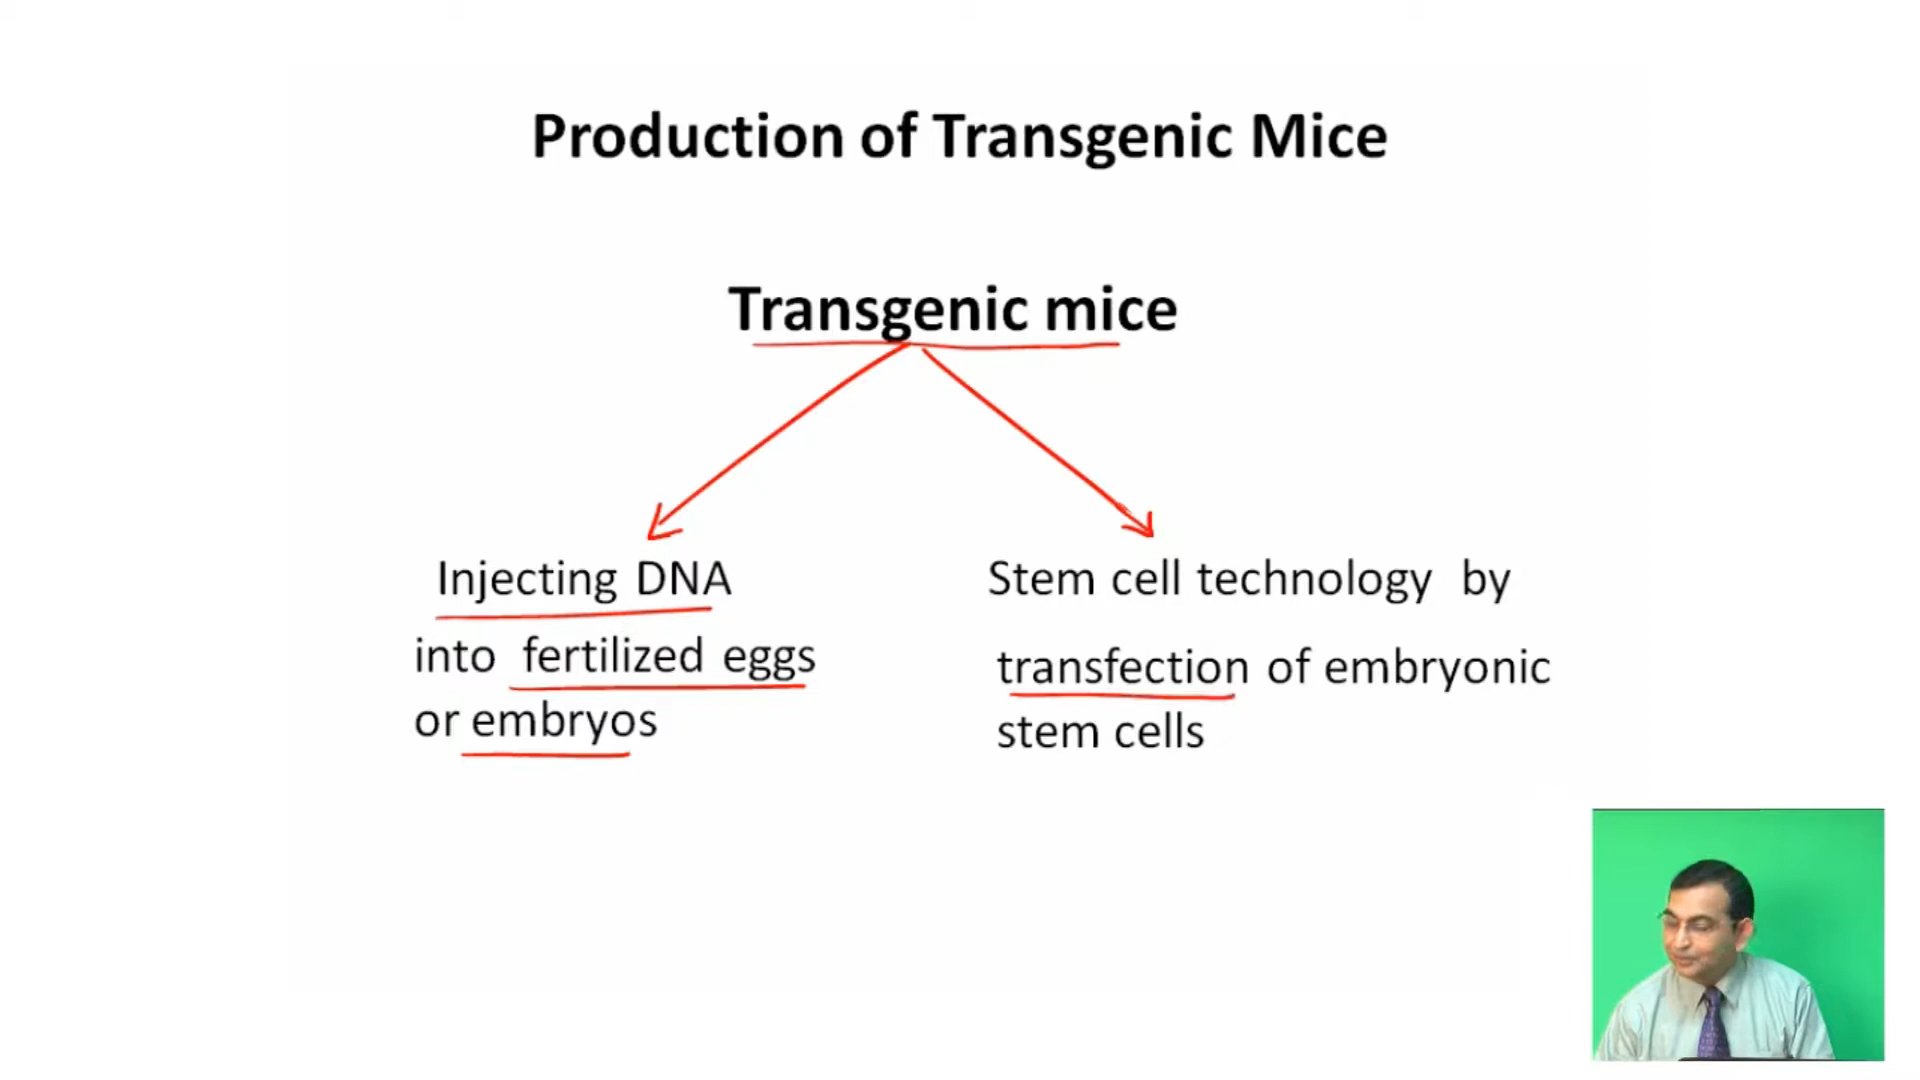 Production of Transgenic Mice
Transgenic mice
Injecting DNA
into fertilized eggs
or embryos
Stem cell technology by
transfection of embryonic
stem cells